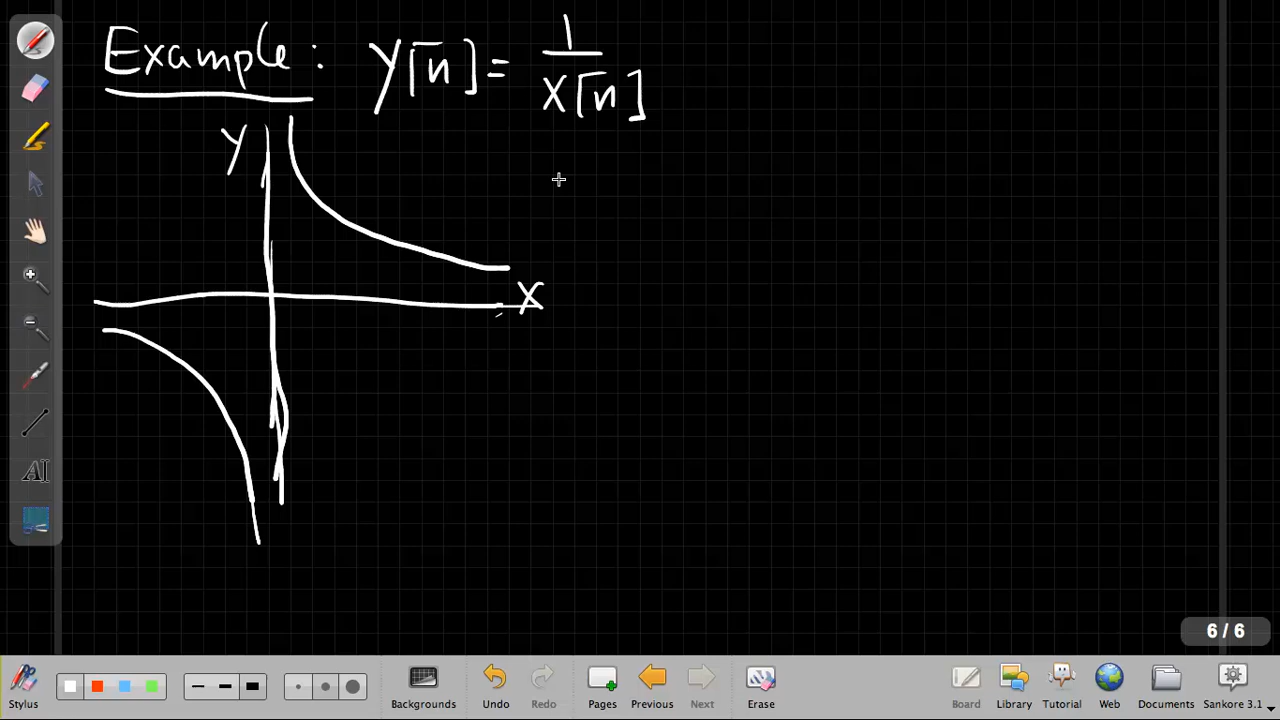 Example: y[n] = 1/x[n]
y
x
6 / 6
AI
Stylus Backgrounds Undo Redo Pages Previous Next Erase Board Library Tutorial Web Documents Sankore 3.1